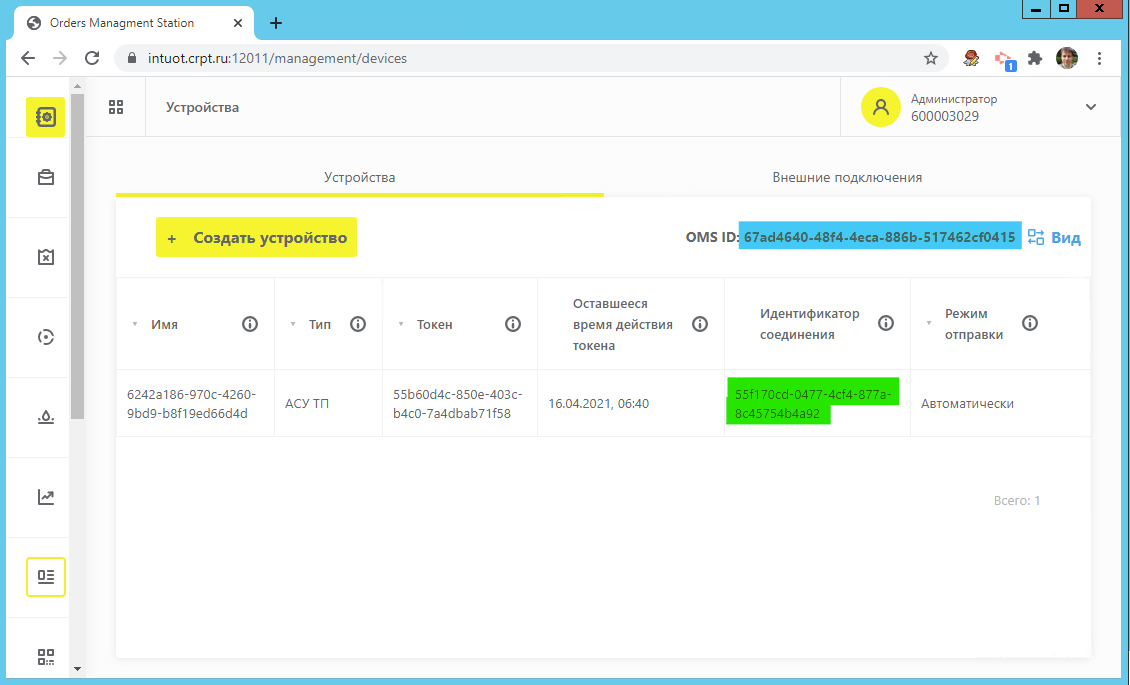 Orders Managment Station
intuot.crpt.ru:12011/management/devices
1
Устройства
Администратор
600003029
Устройства
Внешние подключения
+ Создать устройство
OMS ID: 67ad4640-48f4-4eca-886b-517462cf0415
Вид
Имя
Тип
Токен
Оставшееся
время действия
токена
Идентификатор
соединения
Режим
отправки
6242a186-970c-4260-
9bd9-b8f19ed66d4d
АСУ ТП
55b60d4c-850e-403c-
b4c0-7a4dbab71f58
16.04.2021, 06:40
55f170cd-0477-4cf4-877a-
8c45754b4a92
Автоматически
Всего: 1